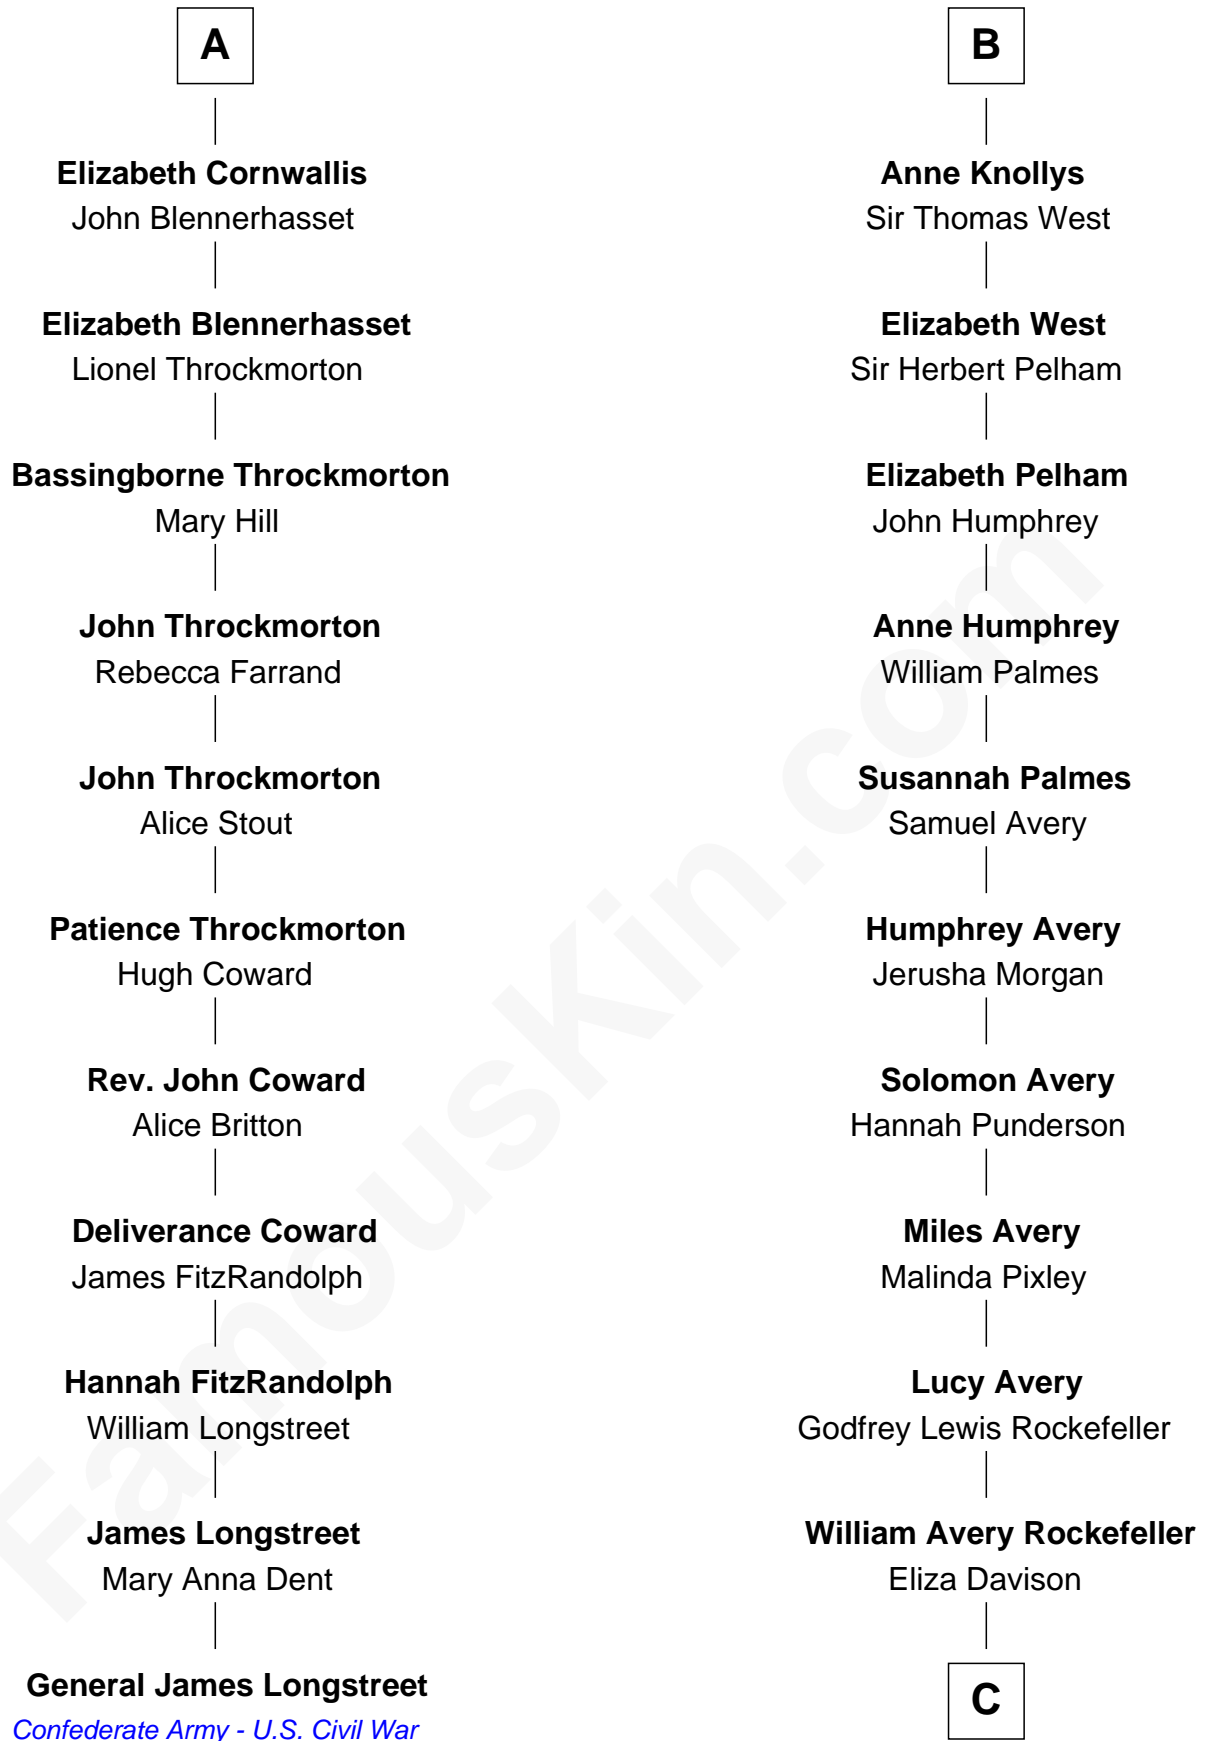 A
Elizabeth Cornwallis
John Blennerhasset
Elizabeth Blennerhasset
Lionel Throckmorton
Bassingborne Throckmorton
Mary Hill
John Throckmorton
Rebecca Farrand
John Throckmorton
Alice Stout
Patience Throckmorton
Hugh Coward
Rev. John Coward
Alice Britton
Deliverance Coward
James FitzRandolph
Hannah FitzRandolph
William Longstreet
James Longstreet
Mary Anna Dent
General James Longstreet
Confederate Army - U.S. Civil War
B
Anne Knollys
Sir Thomas West
Elizabeth West
Sir Herbert Pelham
Elizabeth Pelham
John Humphrey
Anne Humphrey
William Palmes
Susannah Palmes
Samuel Avery
Humphrey Avery
Jerusha Morgan
Solomon Avery
Hannah Punderson
Miles Avery
Malinda Pixley
Lucy Avery
Godfrey Lewis Rockefeller
William Avery Rockefeller
Eliza Davison
C
FamousKin.com